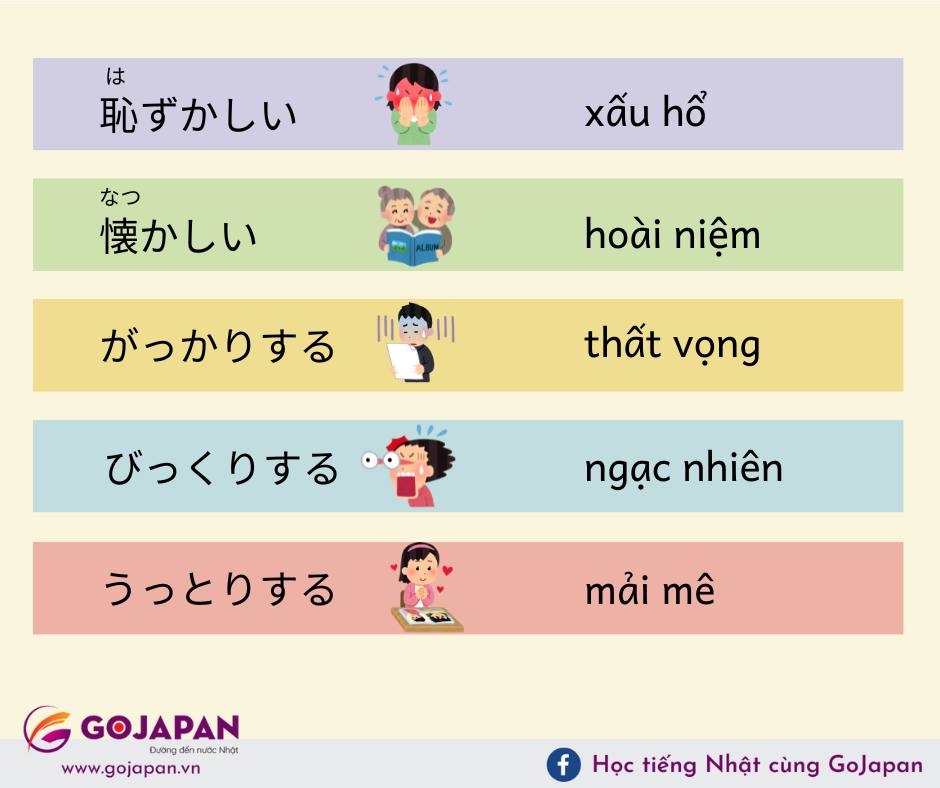 は
恥ずかしい
xấu hổ
なつ
懐かしい
ALBUM
hoài niệm
がっかりする
thất vọng
びっくりする
ngạc nhiên
うっとりする
mải mê
GOJAPAN
Đường đến nước Nhật
www.gojapan.vn
Học tiếng Nhật cùng GoJapan